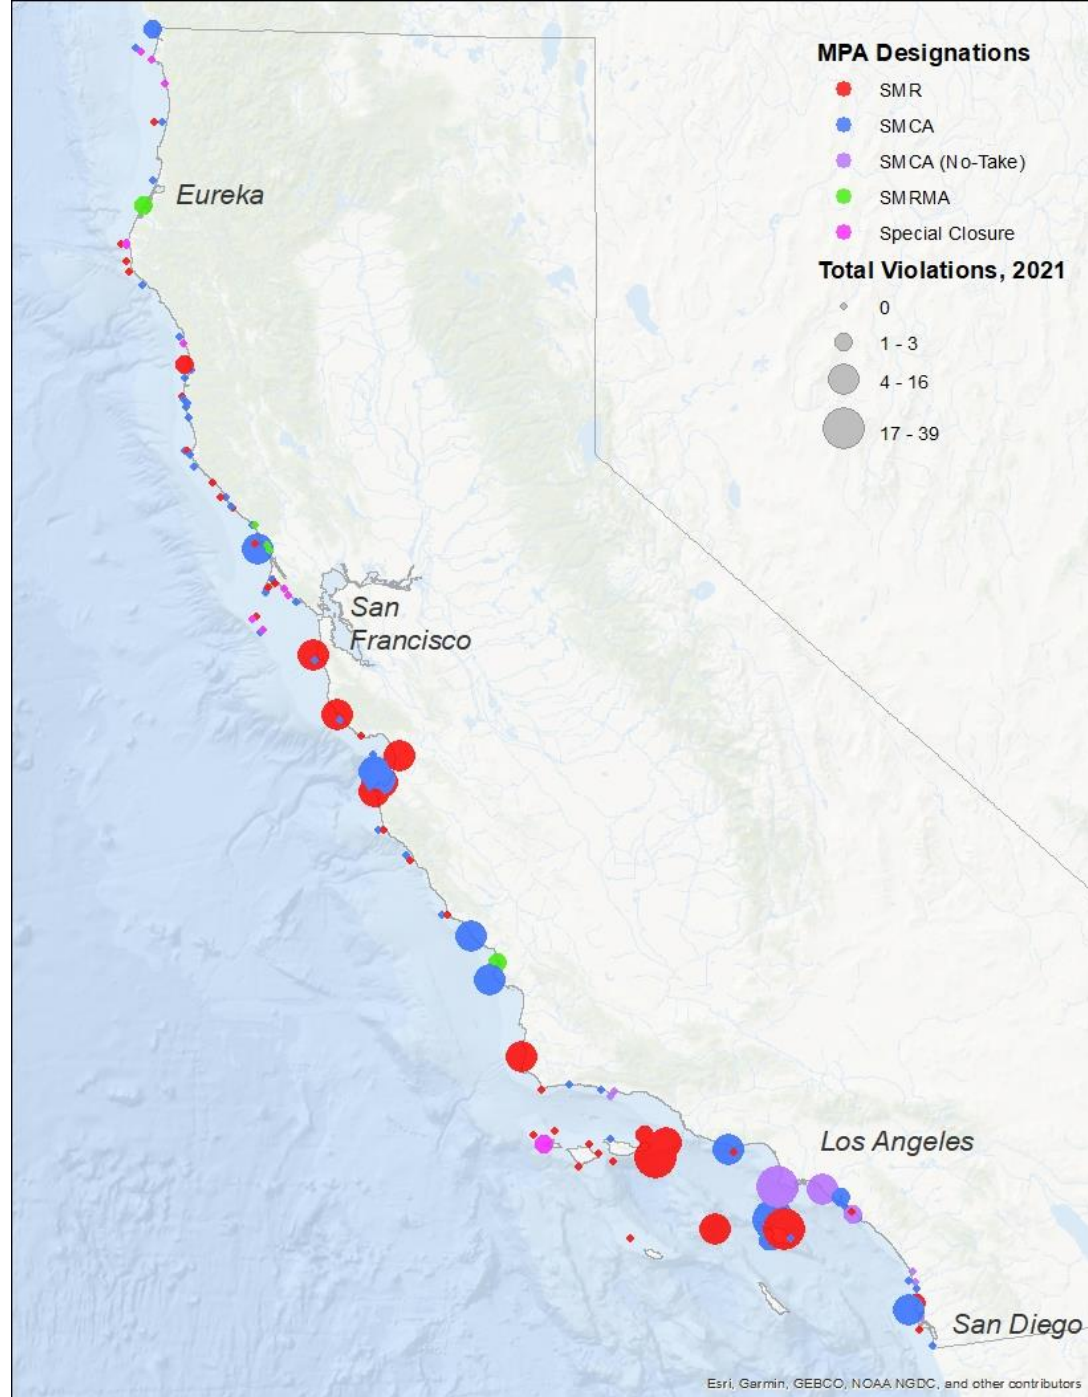 MPA Designations
SMR
SMCA
SMCA (No-Take)
SMRMA
Special Closure
Total Violations, 2021
0
1 - 3
4 - 16
17 - 39
Eureka
San
Francisco
Los Angeles
San Diego
Esri, Garmin, GEBCO, NOAA NGDC, and other contributors